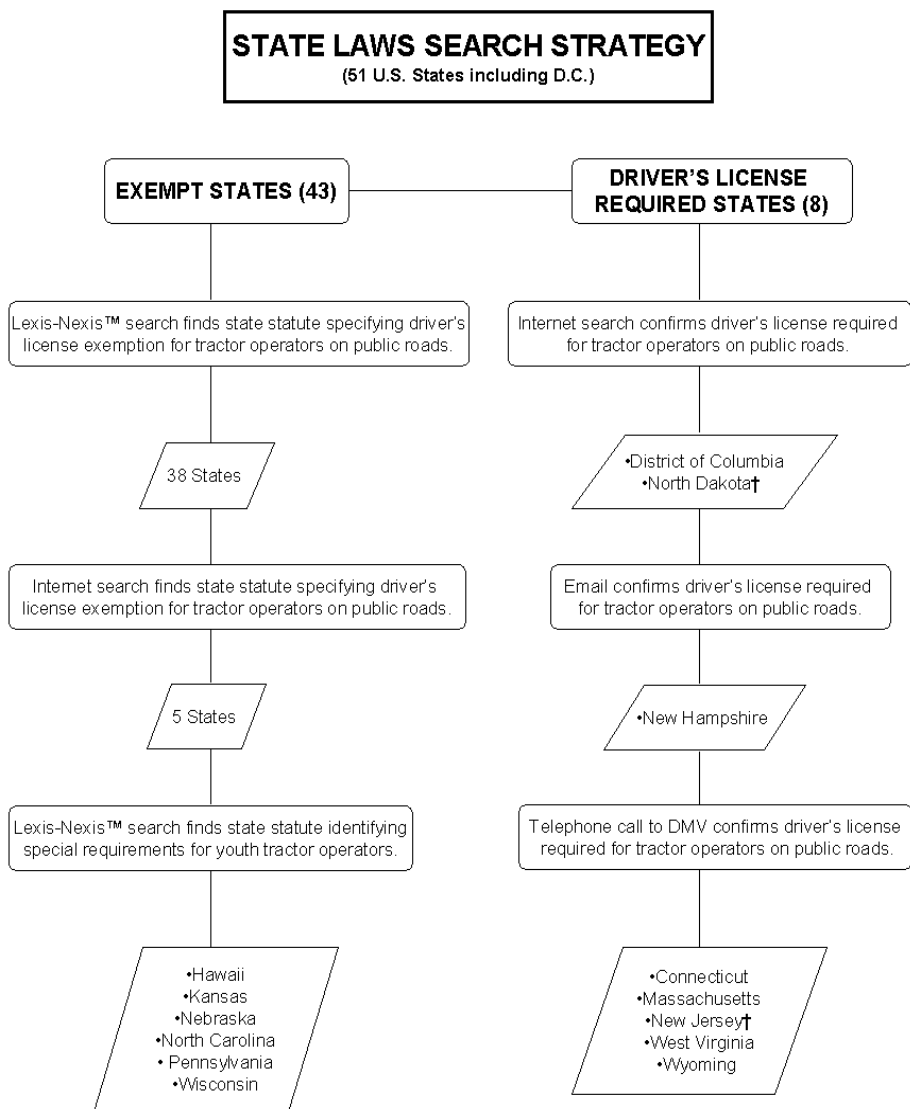 STATE LAWS SEARCH STRATEGY
(51 U.S. States including D.C.)
EXEMPT STATES (43)
Lexis-Nexis™ search finds state statute specifying driver's
license exemption for tractor operators on public roads.
38 States
Internet search finds state statute specifying driver's
license exemption for tractor operators on public roads.
5 States
Lexis-Nexis™ search finds state statute identifying
special requirements for youth tractor operators.
•Hawaii
•Kansas
•Nebraska
•North Carolina
• Pennsylvania
•Wisconsin
DRIVER'S LICENSE
REQUIRED STATES (8)
Internet search confirms driver's license required
for tractor operators on public roads.
•District of Columbia
•North Dakota†
Email confirms driver's license required
for tractor operators on public roads.
•New Hampshire
Telephone call to DMV confirms driver's license
required for tractor operators on public roads.
•Connecticut
•Massachusetts
•New Jersey†
•West Virginia
•Wyoming